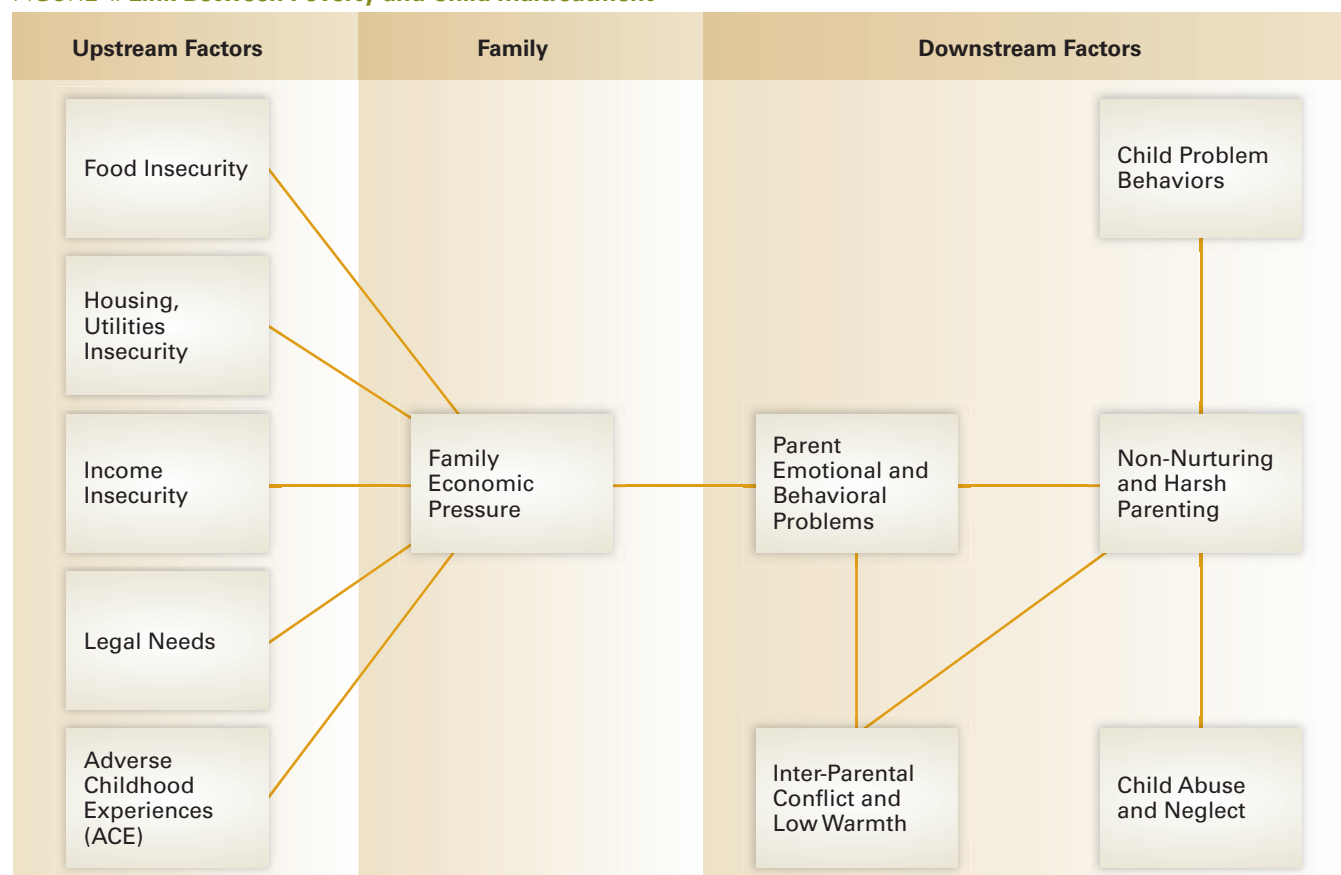 Upstream Factors
Family
Downstream Factors
Food Insecurity
Child Problem
Behaviors
Housing,
Utilities
Insecurity
Income
Insecurity
Family
Economic
Pressure
Parent
Emotional and
Behavioral
Problems
Non-Nurturing
and Harsh
Parenting
Legal Needs
Adverse
Childhood
Experiences
(ACE)
Inter-Parental
Conflict and
Low Warmth
Child Abuse
and Neglect